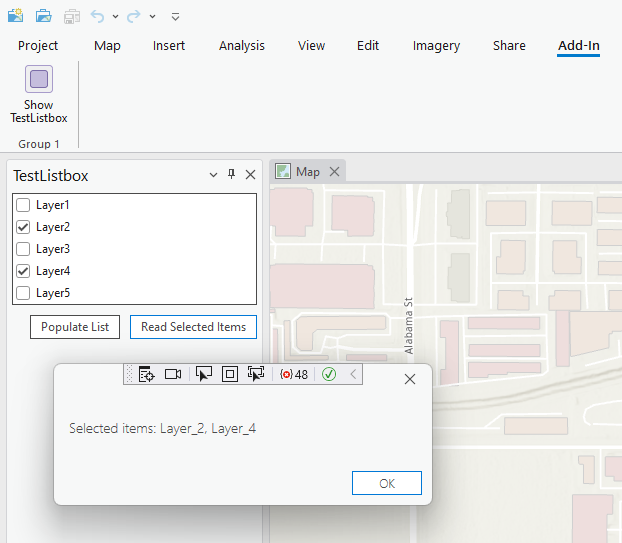 Project Map Insert Analysis View Edit Imagery Share Add-In
Show
TestListbox
Group 1
TestListbox
Map
Layer1
Layer2
Layer3
Layer4
Layer5
Populate List Read Selected Items
Alabama St
48
Selected items: Layer_2, Layer_4
OK